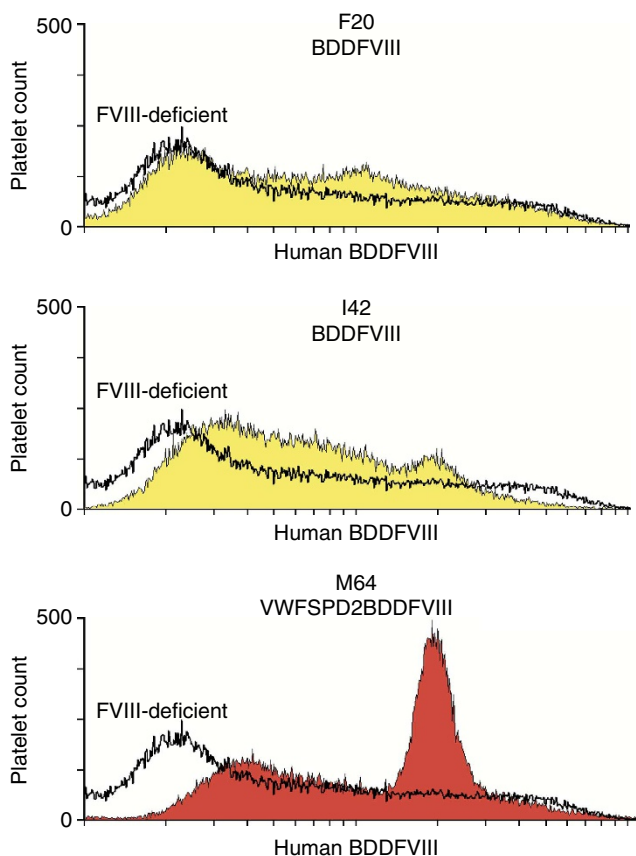 F20
BDDFVIII
500
FVIII-deficient
Platelet count
0
Human BDDFVIII
I42
BDDFVIII
500
FVIII-deficient
Platelet count
0
Human BDDFVIII
M64
VWFSPD2BDDFVIII
500
FVIII-deficient
Platelet count
0
Human BDDFVIII